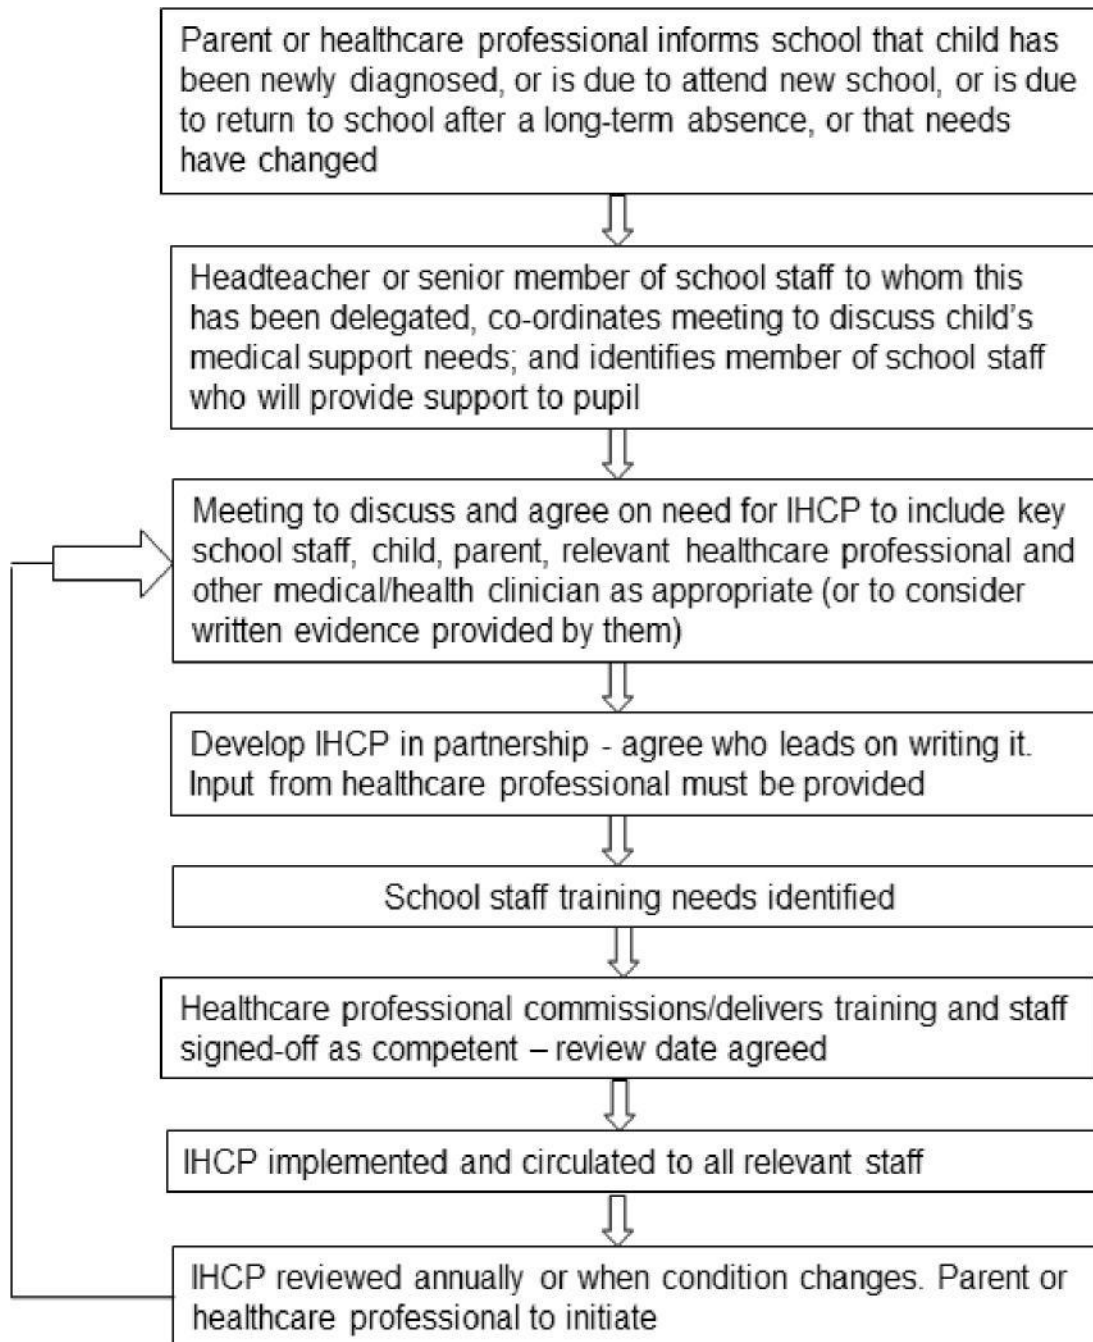 Parent or healthcare professional informs school that child has
been newly diagnosed, or is due to attend new school, or is due
to return to school after a long-term absence, or that needs
have changed
Headteacher or senior member of school staff to whom this
has been delegated, co-ordinates meeting to discuss child's
medical support needs; and identifies member of school staff
who will provide support to pupil
Meeting to discuss and agree on need for IHCP to include key
school staff, child, parent, relevant healthcare professional and
other medical/health clinician as appropriate (or to consider
written evidence provided by them)
Develop IHCP in partnership - agree who leads on writing it.
Input from healthcare professional must be provided
School staff training needs identified
Healthcare professional commissions/delivers training and staff
signed-off as competent – review date agreed
IHCP implemented and circulated to all relevant staff
IHCP reviewed annually or when condition changes. Parent or
healthcare professional to initiate